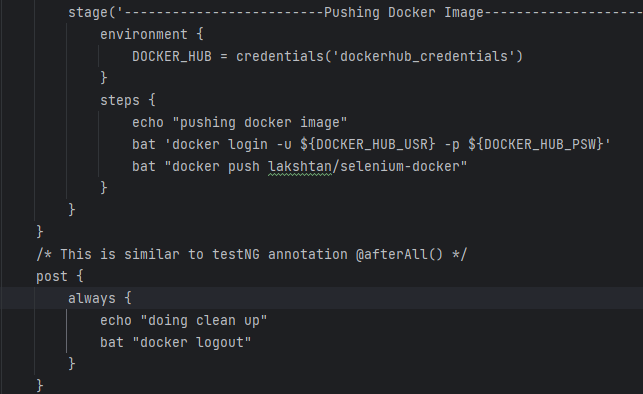 stage('-------------------------Pushing Docker Image--------------------
environment {
DOCKER_HUB = credentials('dockerhub_credentials')
}
steps {
echo "pushing docker image"
bat 'docker login -u ${DOCKER_HUB_USR} -p ${DOCKER_HUB_PSW}'
bat "docker push lakshtan/selenium-docker"
}
}
}
/* This is similar to testNG annotation @afterAll() */
post {
always {
echo "doing clean up"
bat "docker logout"
}
}